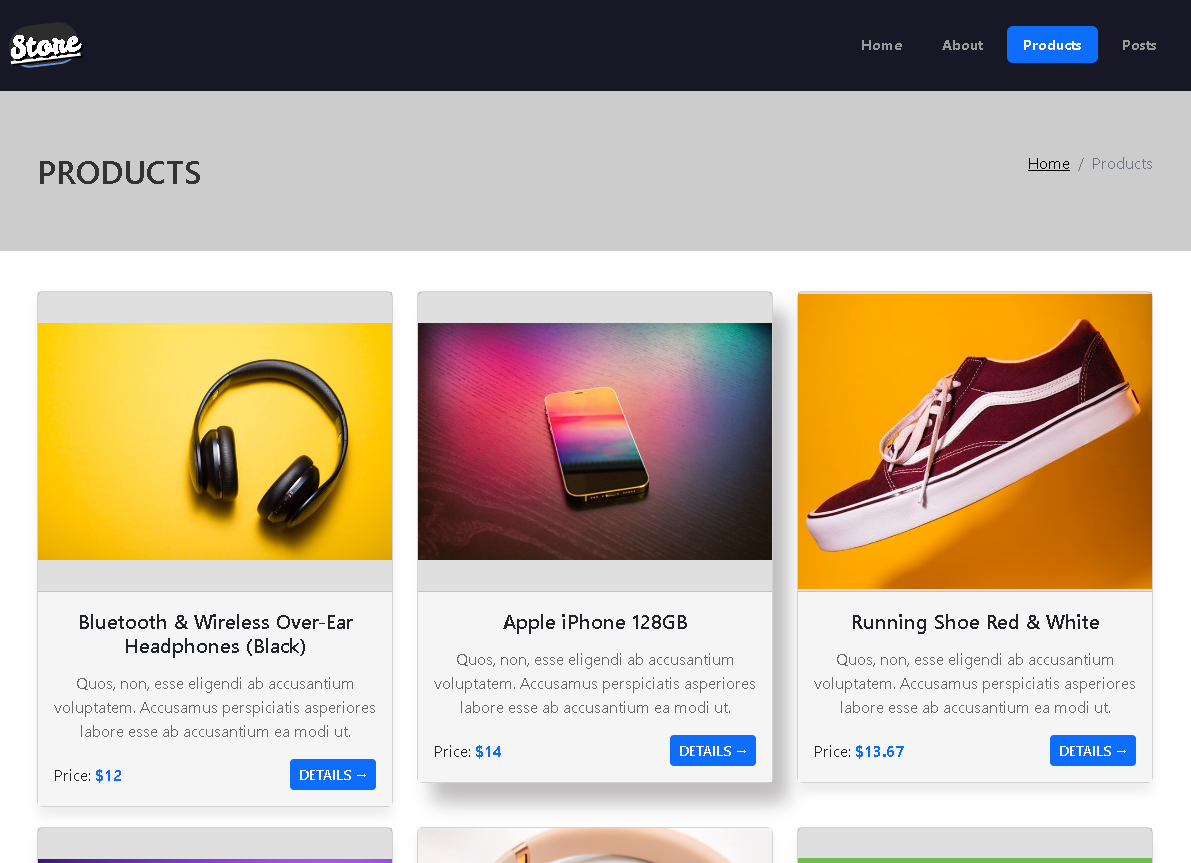 Store
Home About Products Posts
PRODUCTS
Home / Products
Bluetooth & Wireless Over-Ear
Headphones (Black)
Quos, non, esse eligendi ab accusantium
voluptatem. Accusamus perspiciatis asperiores
labore esse ab accusantium ea modi ut.
Price: $12 DETAILS →
Apple iPhone 128GB
Quos, non, esse eligendi ab accusantium
voluptatem. Accusamus perspiciatis asperiores
labore esse ab accusantium ea modi ut.
Price: $14 DETAILS →
Running Shoe Red & White
Quos, non, esse eligendi ab accusantium
voluptatem. Accusamus perspiciatis asperiores
labore esse ab accusantium ea modi ut.
Price: $13.67 DETAILS →